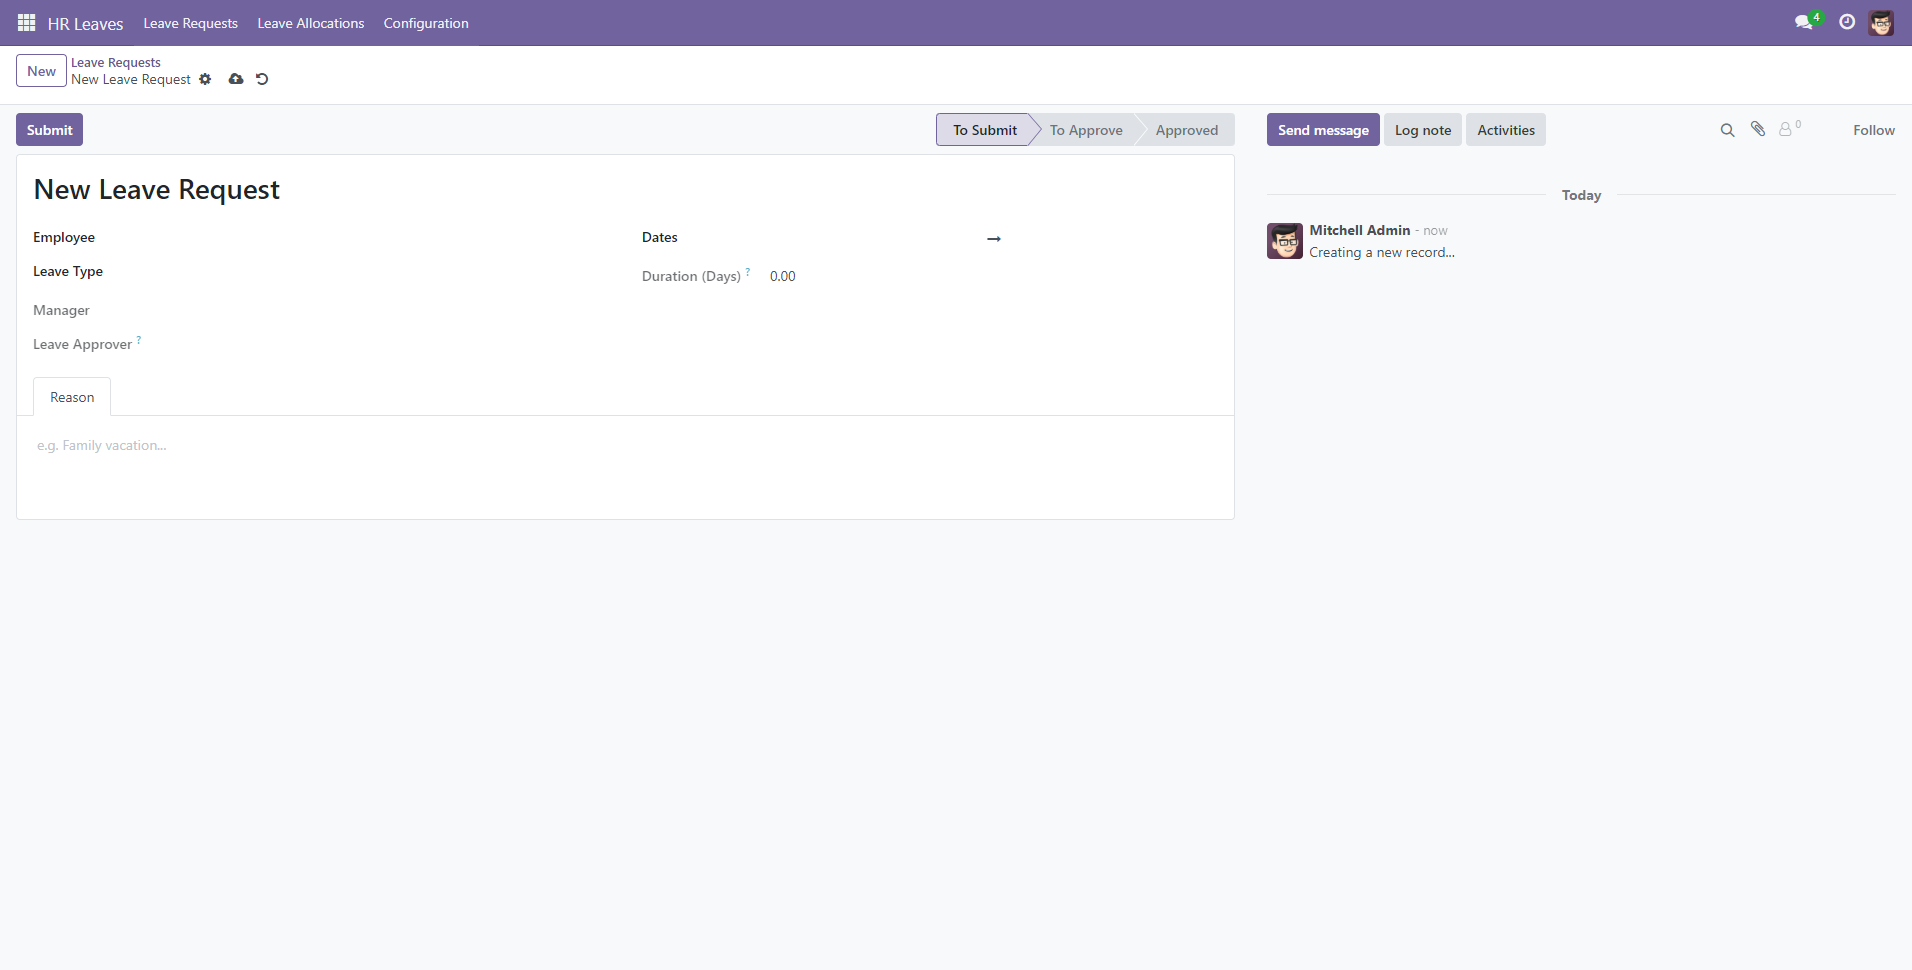 HR Leaves Leave Requests Leave Allocations Configuration 4
New Leave Requests
New Leave Request
Submit To Submit To Approve Approved Send message Log note Activities 0 Follow
New Leave Request
Today
Employee Dates →
Mitchell Admin - now
Creating a new record...
Leave Type Duration (Days) ? 0.00
Manager
Leave Approver ?
Reason
e.g. Family vacation...